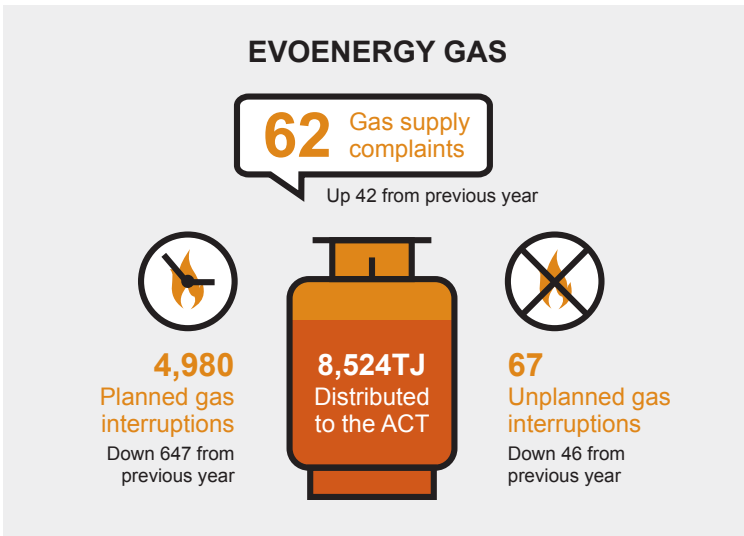 EVOENERGY GAS
62
Gas supply
complaints
Up 42 from previous year
4,980
Planned gas
interruptions
Down 647 from
previous year
8,524TJ
Distributed
to the ACT
67
Unplanned gas
interruptions
Down 46 from
previous year